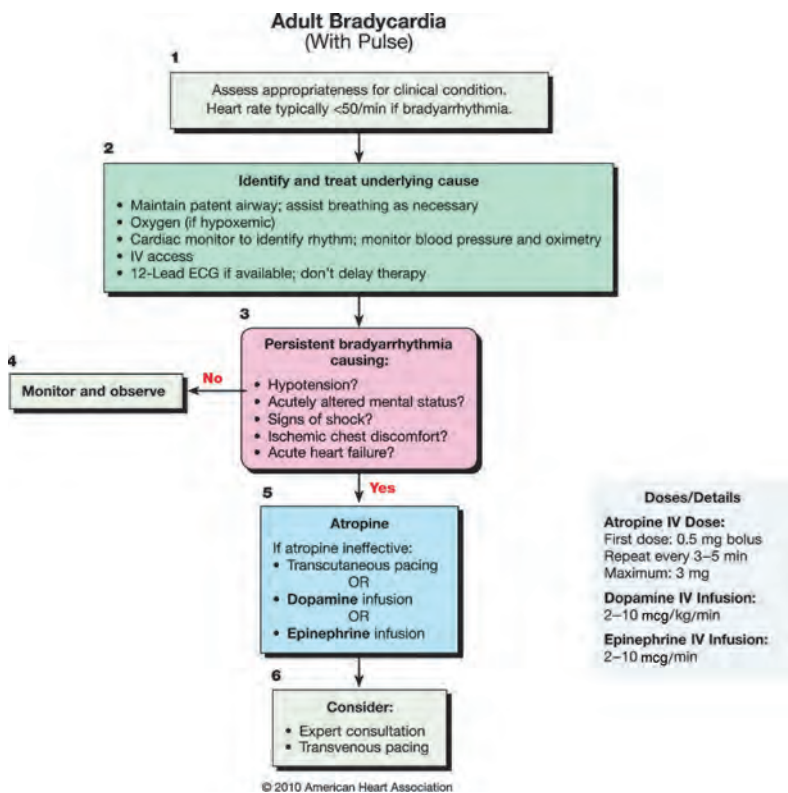 Adult Bradycardia
(With Pulse)
1
Assess appropriateness for clinical condition.
Heart rate typically <50/min if bradyarrhythmia.
2
Identify and treat underlying cause
• Maintain patent airway; assist breathing as necessary
• Oxygen (if hypoxemic)
• Cardiac monitor to identify rhythm; monitor blood pressure and oximetry
• IV access
• 12-Lead ECG if available; don't delay therapy
3
Persistent bradyarrhythmia
causing:
• Hypotension?
• Acutely altered mental status?
• Signs of shock?
• Ischemic chest discomfort?
• Acute heart failure?
No
4
Monitor and observe
Yes
5
Atropine
If atropine ineffective:
• Transcutaneous pacing
OR
• Dopamine infusion
OR
• Epinephrine infusion
6
Consider:
• Expert consultation
• Transvenous pacing
Doses/Details
Atropine IV Dose:
First dose: 0.5 mg bolus
Repeat every 3–5 min
Maximum: 3 mg
Dopamine IV Infusion:
2–10 mcg/kg/min
Epinephrine IV Infusion:
2–10 mcg/min
© 2010 American Heart Association